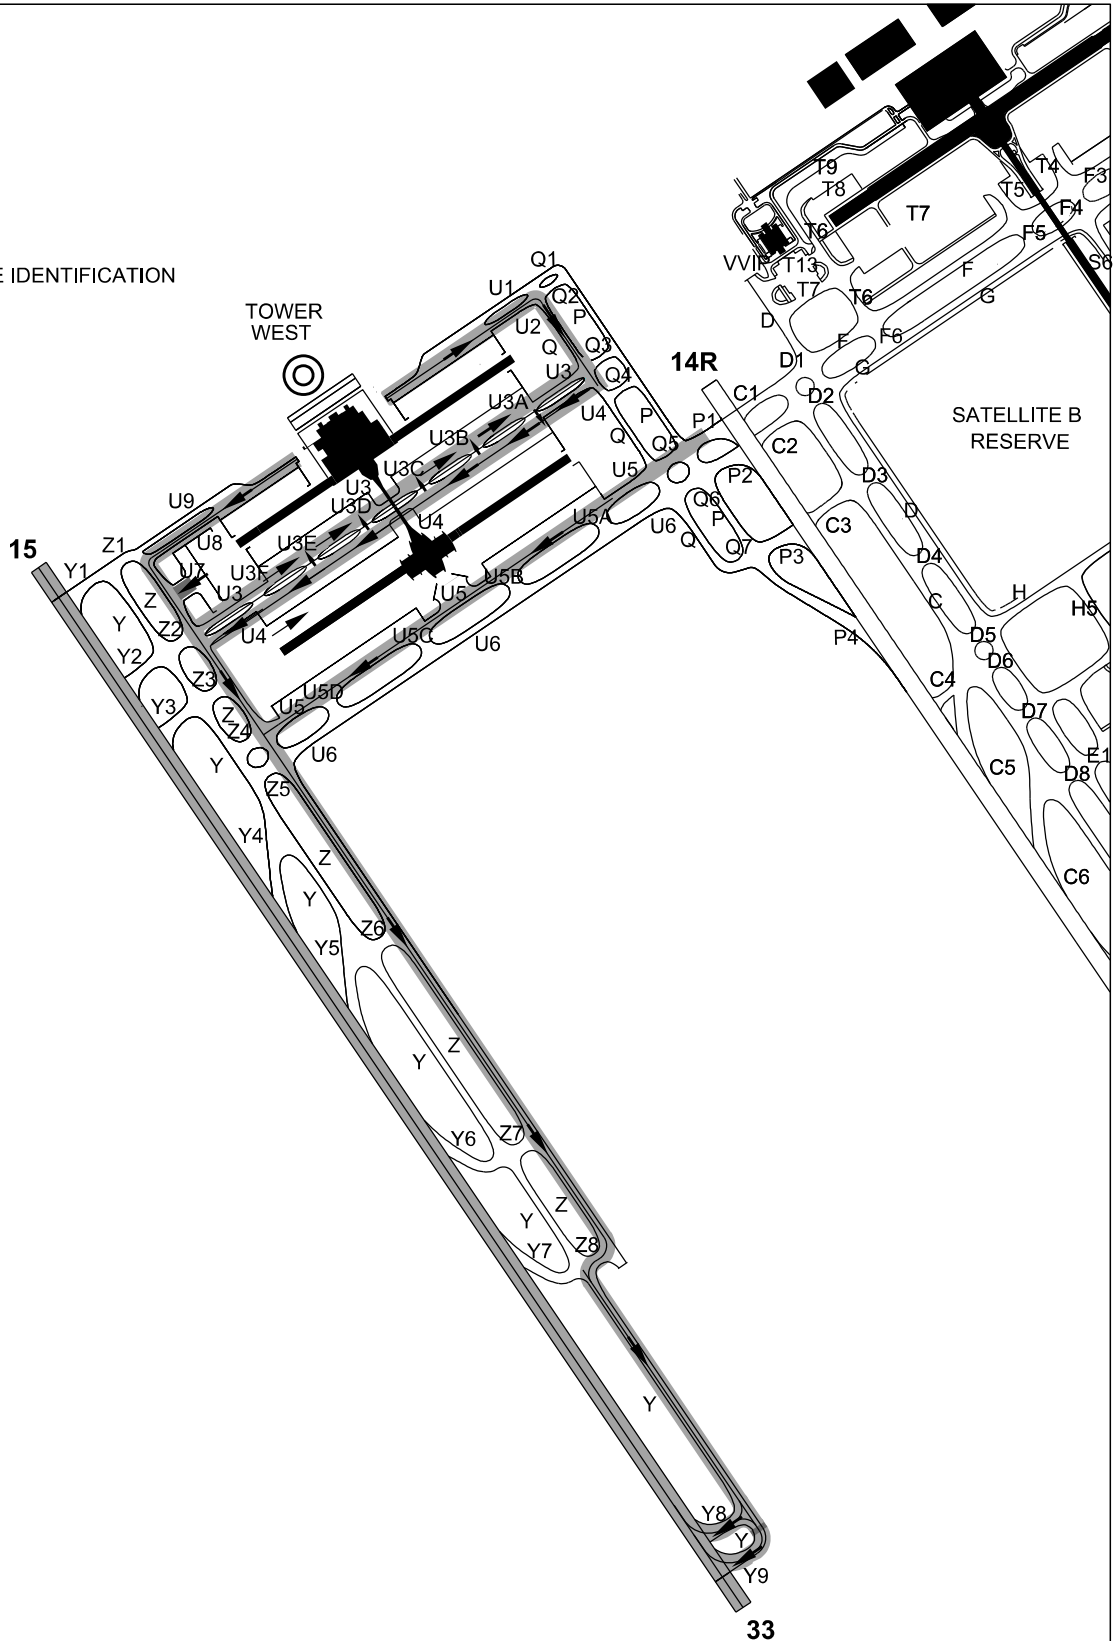 T9
T8
T4
T5
F3
T7
F4
T6
F5
S6
VVIP
T13
F
T7
T6
G
D
F6
E IDENTIFICATION
TOWER
WEST
Q1
U1
Q2
P
U2
Q
Q3
14R
F
D1
G
U3
Q4
C1
D2
U3A
U4
P
P1
SATELLITE B
RESERVE
U3B
Q
Q5
C2
U3C
U5
P2
D3
U3
U9
U3D
U4
U5A
Q6
P
D
15
Z1
U8
U3E
U6
Q
C3
Q7
P3
D4
Y1
U7
U3F
U5B
Z
U3
U5
C
H
H5
Y
Z2
U4
U5C
U6
P4
D5
Y2
D6
Z3
U5D
C4
Y3
Z
U5
D7
Z4
U6
E1
Y
C5
D8
Z5
Y4
Z
C6
Y
Z6
Y5
Z
Y
Z7
Y6
Z
Y
Z8
Y7
Y
Y8
Y
Y9
33